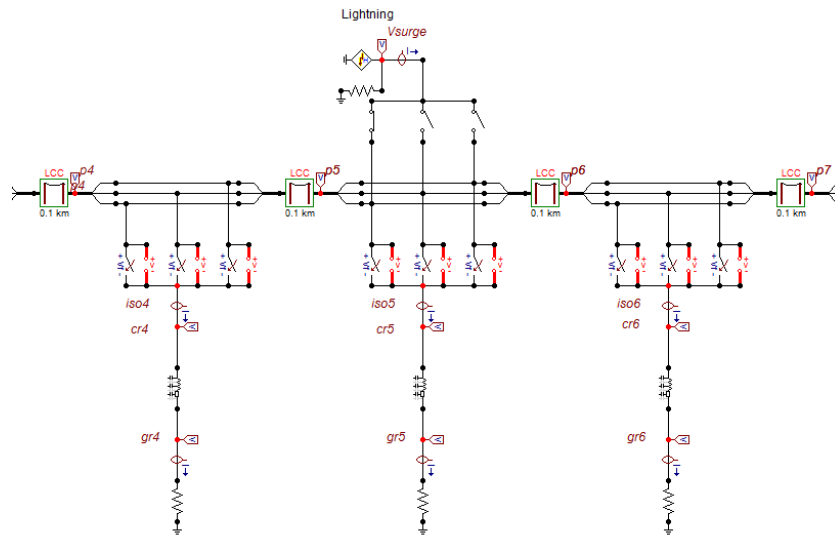 Lightning
Vsurge
LCC
p4
g4
0.1 km
LCC
p5
0.1 km
LCC
p6
0.1 km
LCC
p7
0.1 km
iso4
iso5
iso6
cr4
cr5
cr6
gr4
gr5
gr6